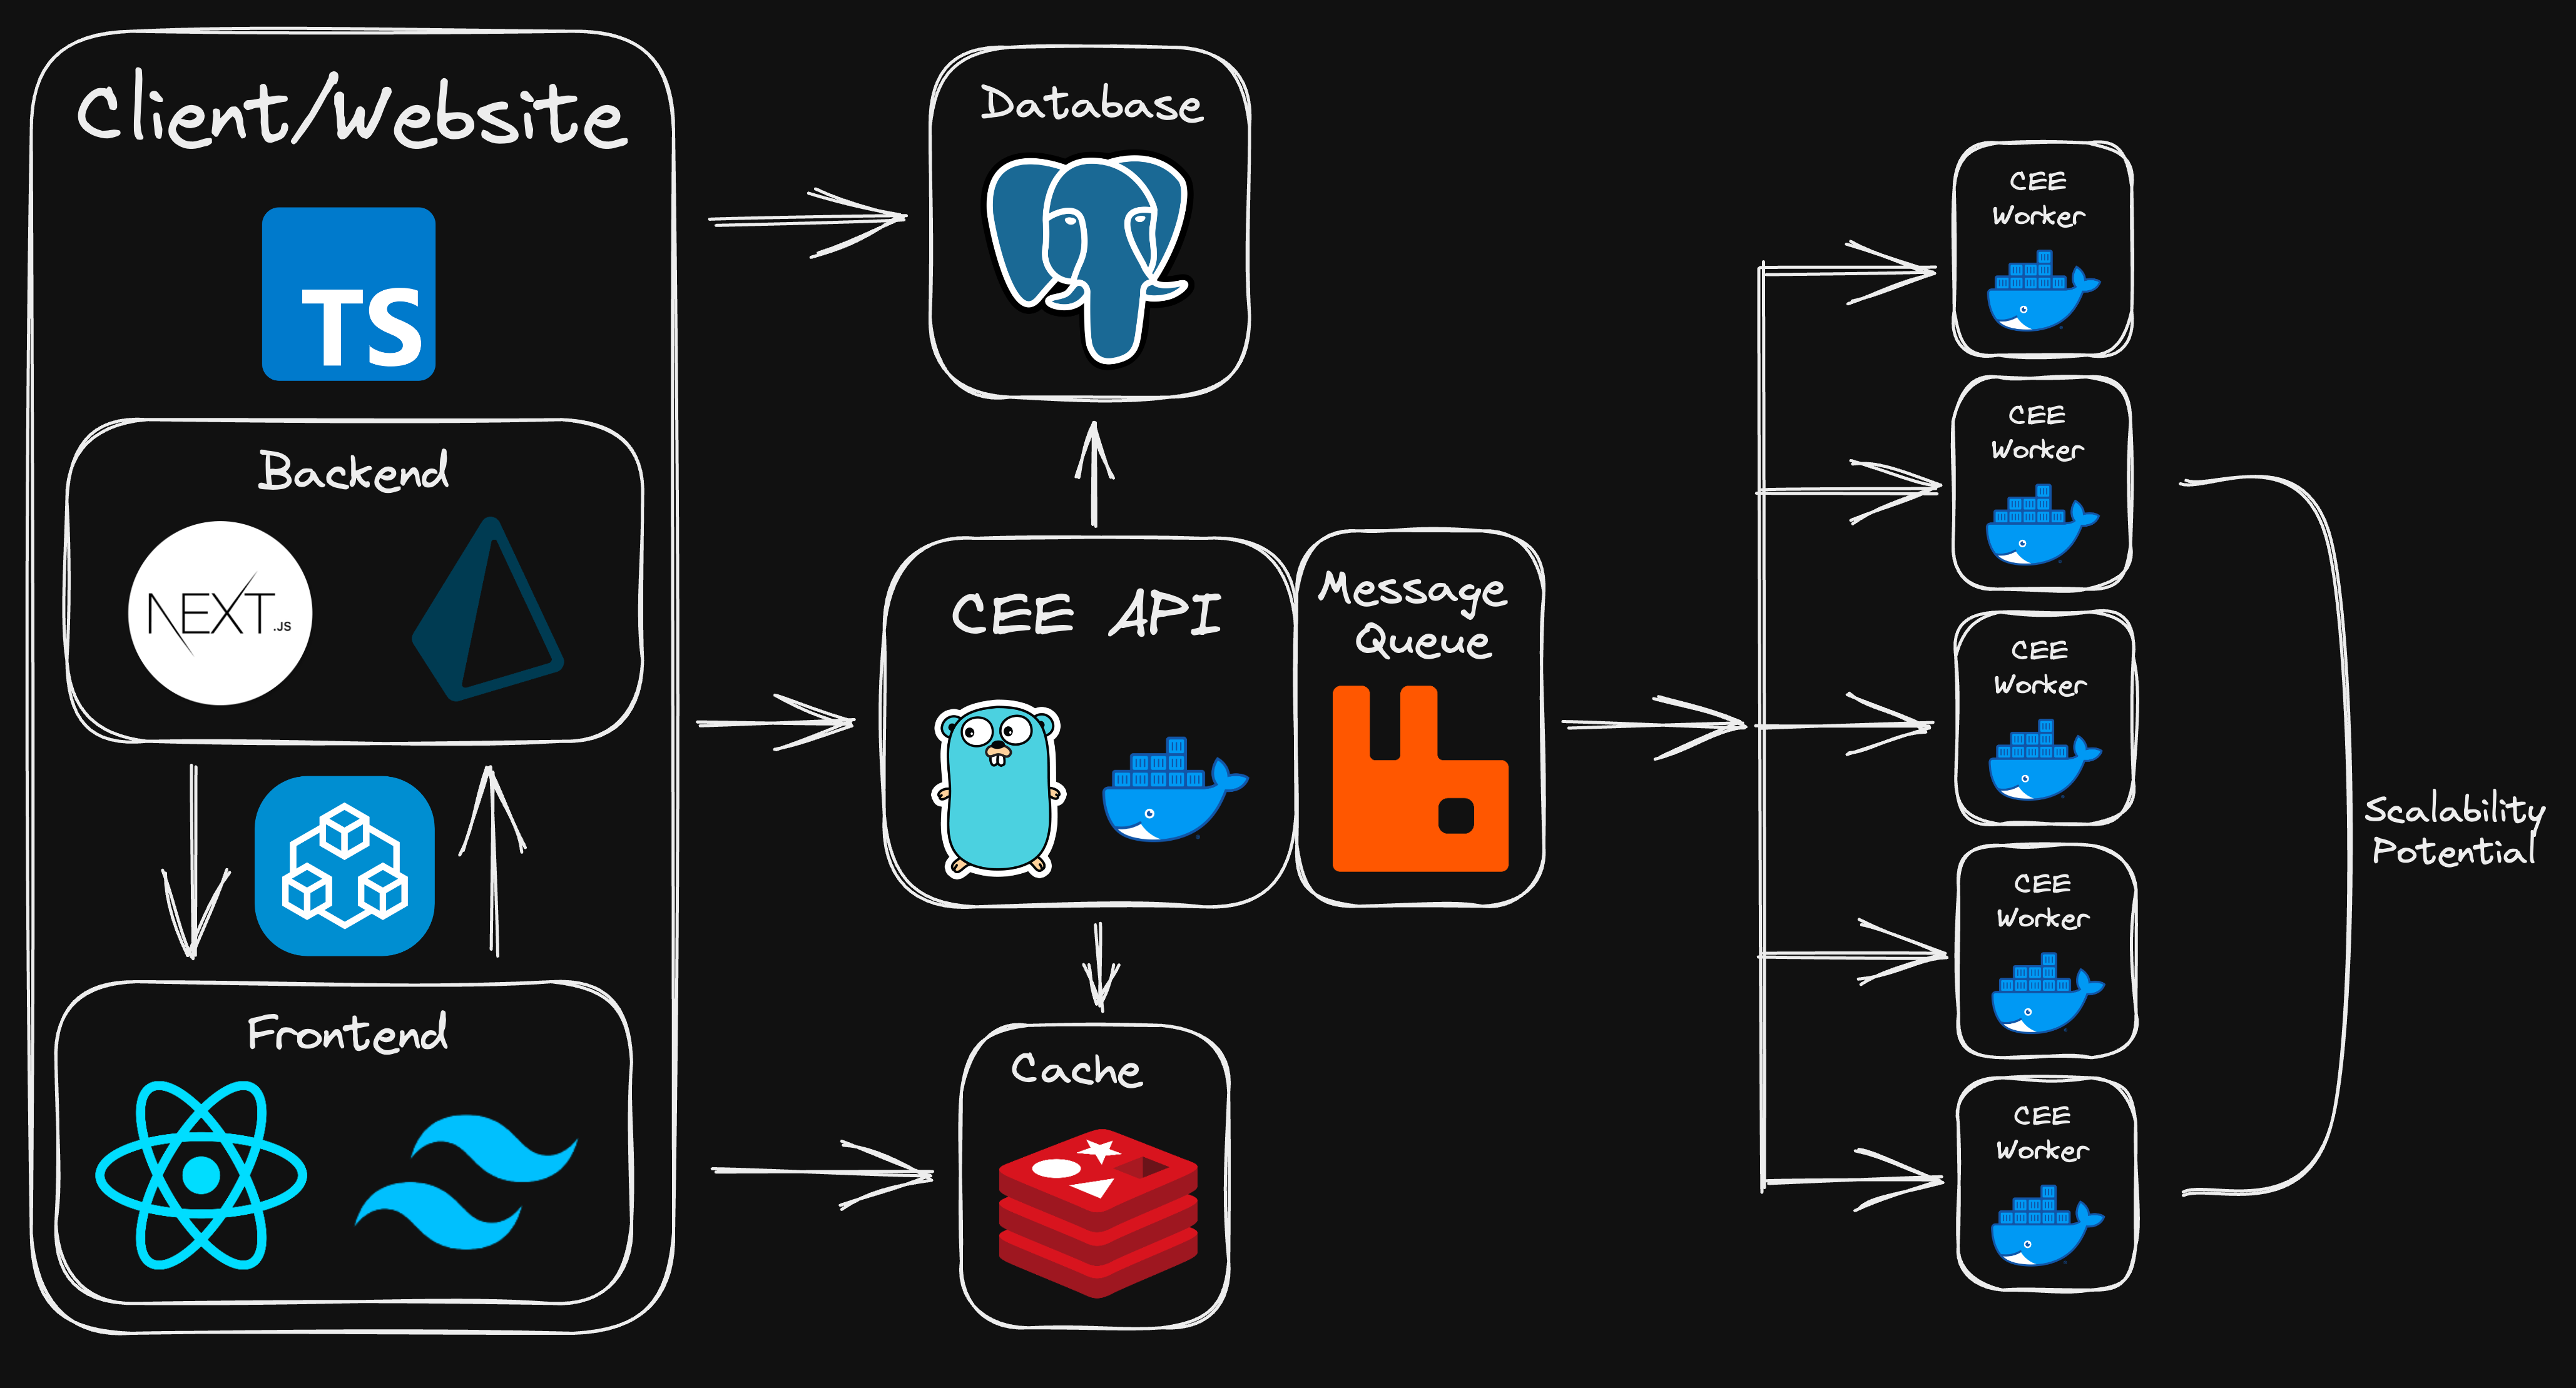 Client/Website
TS
Backend
NEXT.JS
Frontend
Database
CEE API
Message
Queue
Cache
CEE
Worker
CEE
Worker
CEE
Worker
CEE
Worker
CEE
Worker
Scalability
Potential